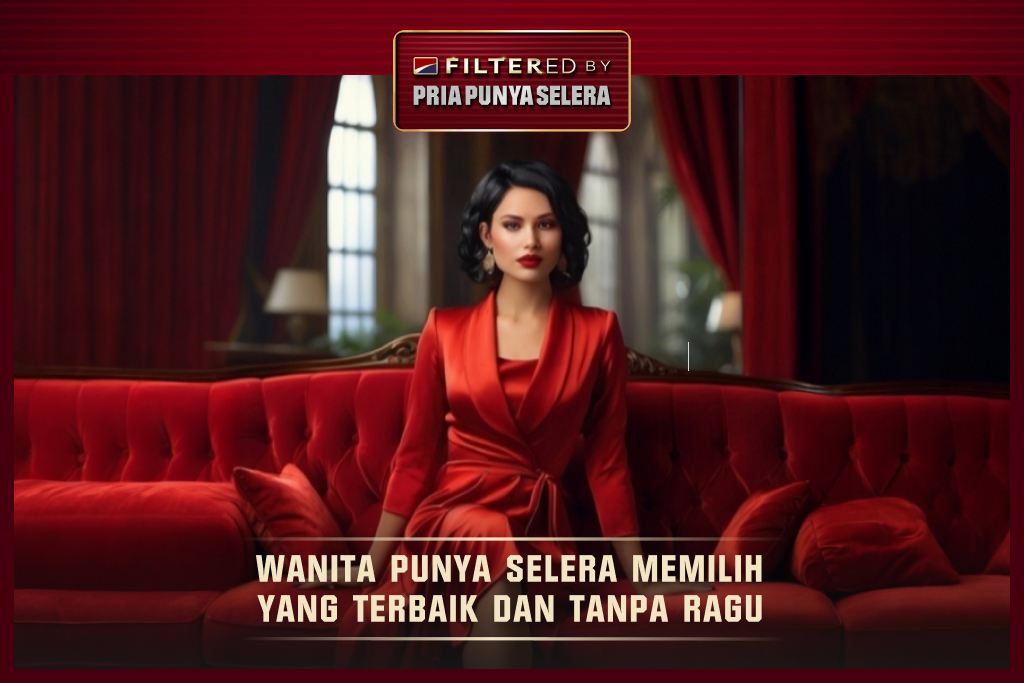 FILTERED BY
PRIA PUNYA SELERA
WANITA PUNYA SELERA MEMILIH
YANG TERBAIK DAN TANPA RAGU